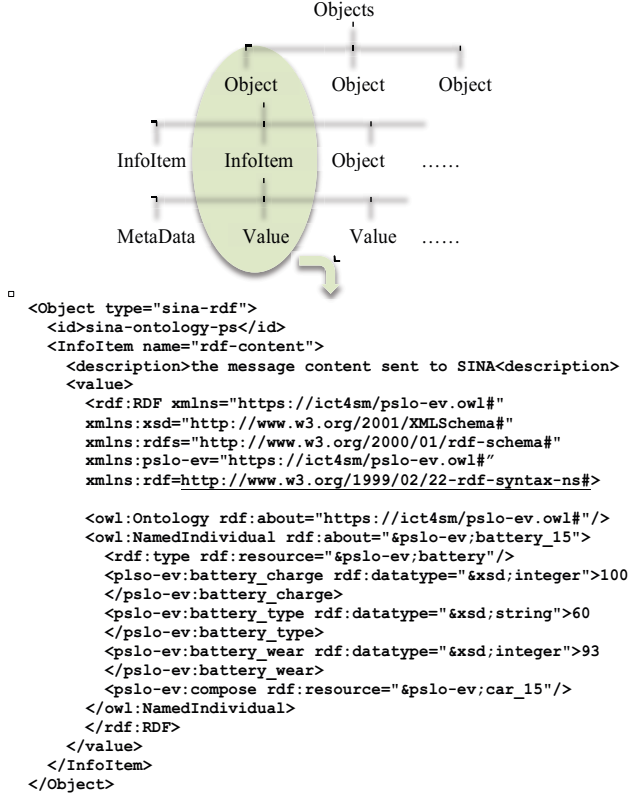 Objects
Object Object Object
InfoItem InfoItem Object ……
MetaData Value Value ……
<Object type="sina-rdf">
<id>sina-ontology-ps</id>
<InfoItem name="rdf-content">
<description>the message content sent to SINA<description>
<value>
<rdf:RDF xmlns="https://ict4sm/pslo-ev.owl#"
xmlns:xsd="http://www.w3.org/2001/XMLSchema#"
xmlns:rdfs="http://www.w3.org/2000/01/rdf-schema#"
xmlns:pslo-ev="https://ict4sm/pslo-ev.owl#”
xmlns:rdf=http://www.w3.org/1999/02/22-rdf-syntax-ns#>
<owl:Ontology rdf:about="https://ict4sm/pslo-ev.owl#"/>
<owl:NamedIndividual rdf:about="&pslo-ev;battery_15">
<rdf:type rdf:resource="&pslo-ev;battery"/>
<plso-ev:battery_charge rdf:datatype="&xsd;integer">100
</pslo-ev:battery_charge>
<pslo-ev:battery_type rdf:datatype="&xsd;string">60
</pslo-ev:battery_type>
<pslo-ev:battery_wear rdf:datatype="&xsd;integer">93
</pslo-ev:battery_wear>
<pslo-ev:compose rdf:resource="&pslo-ev;car_15"/>
</owl:NamedIndividual>
</rdf:RDF>
</value>
</InfoItem>
</Object>